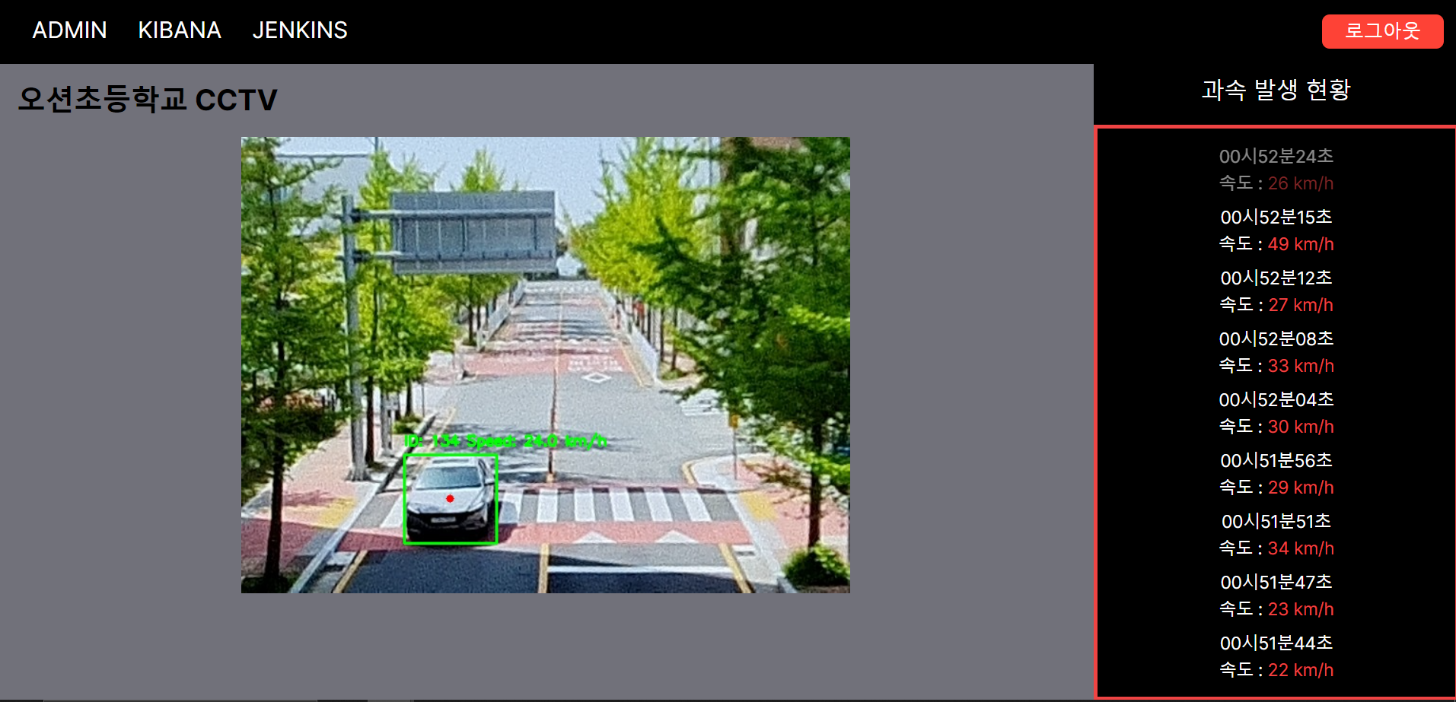 ADMIN KIBANA JENKINS
로그아웃
오션초등학교 CCTV
ID: 134 Speed: 24.0 km/h
과속 발생 현황
00시52분24초
속도 : 26 km/h
00시52분15초
속도 : 49 km/h
00시52분12초
속도 : 27 km/h
00시52분08초
속도 : 33 km/h
00시52분04초
속도 : 30 km/h
00시51분56초
속도 : 29 km/h
00시51분51초
속도 : 34 km/h
00시51분47초
속도 : 23 km/h
00시51분44초
속도 : 22 km/h